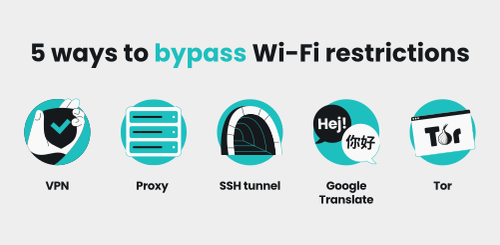 5 ways to bypass Wi-Fi restrictions
Hej!
你好
Tor
VPN
Proxy
SSH tunnel
Google
Translate
Tor